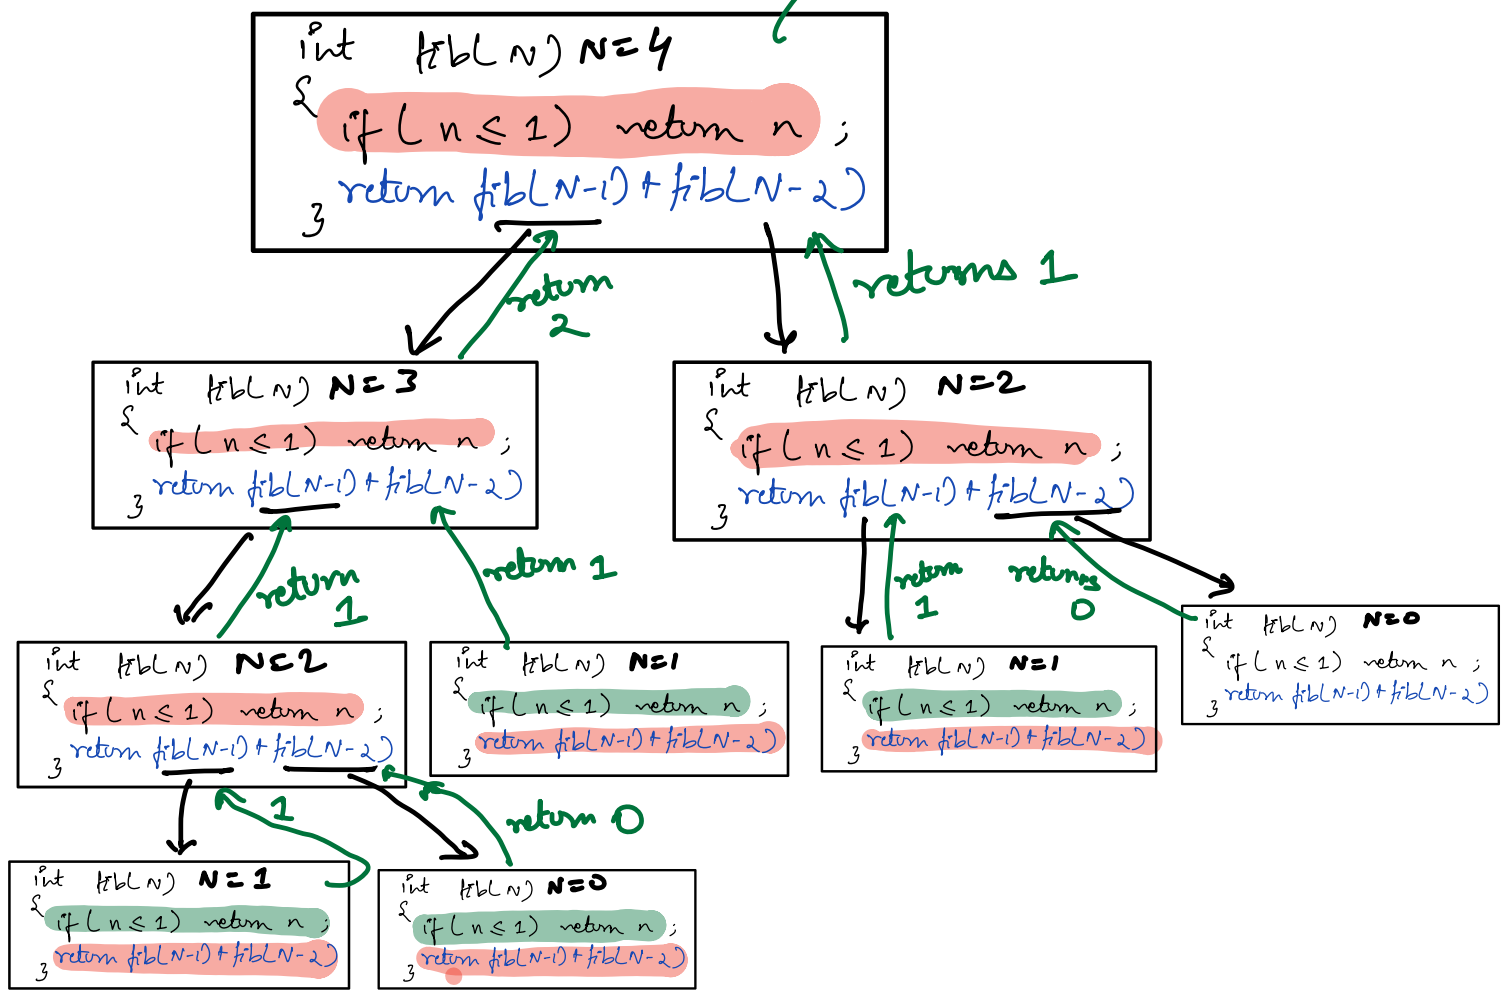 int fib(N) N=4
{
if(n≤1) return n ;
return fib(N-1)+fib(N-2)
}
return
2
returns 1
int fib(N) N=3
{
if(n≤1) return n ;
return fib(N-1)+fib(N-2)
}
int fib(N) N=2
{
if(n≤1) return n ;
return fib(N-1)+fib(N-2)
}
return
1
return 1
return
1
returns
0
int fib(N) N=2
{
if(n≤1) return n ;
return fib(N-1)+fib(N-2)
}
int fib(N) N=1
{
if(n≤1) return n ;
} return fib(N-1)+fib(N-2)
int fib(N) N=1
{
if(n≤1) return n ;
return fib(N-1)+fib(N-2)
}
int fib(N) N=0
{
if(n≤1) return n ;
return fib(N-1)+fib(N-2)
}
1
return 0
int fib(N) N=1
{
if(n≤1) return n ;
return fib(N-1)+fib(N-2)
}
int fib(N) N=0
{
if(n≤1) return n ;
return fib(N-1)+fib(N-2)
}